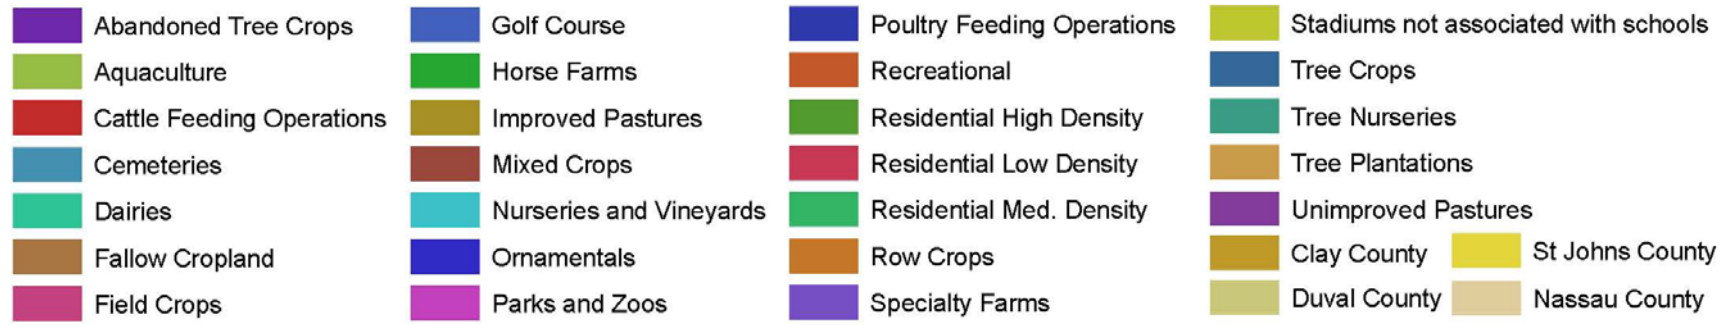 Abandoned Tree Crops
Aquaculture
Cattle Feeding Operations
Cemeteries
Dairies
Fallow Cropland
Field Crops
Golf Course
Horse Farms
Improved Pastures
Mixed Crops
Nurseries and Vineyards
Ornamentals
Parks and Zoos
Poultry Feeding Operations
Recreational
Residential High Density
Residential Low Density
Residential Med. Density
Row Crops
Specialty Farms
Stadiums not associated with schools
Tree Crops
Tree Nurseries
Tree Plantations
Unimproved Pastures
Clay County
Duval County
St Johns County
Nassau County